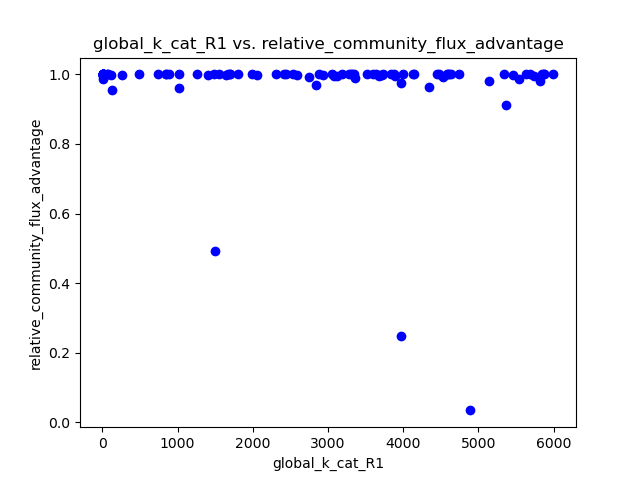 global_k_cat_R1 vs. relative_community_flux_advantage
1.0
0.8
0.6
0.4
0.2
0.0
relative_community_flux_advantage
0 1000 2000 3000 4000 5000 6000
global_k_cat_R1